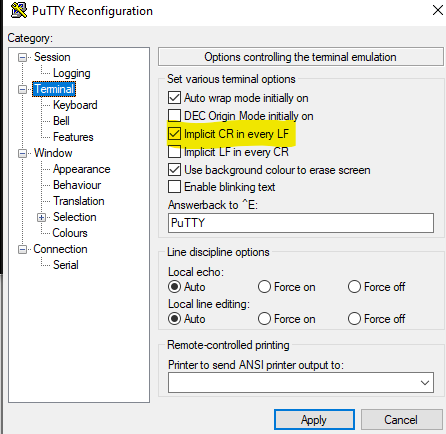 PuTTY Reconfiguration
Category:
Session
Logging
Terminal
Keyboard
Bell
Features
Window
Appearance
Behaviour
Translation
Selection
Colours
Connection
Serial
Options controlling the terminal emulation
Set various terminal options
Auto wrap mode initially on
DEC Origin Mode initially on
Implicit CR in every LF
Implicit LF in every CR
Use background colour to erase screen
Enable blinking text
Answerback to ^E:
PuTTY
Line discipline options
Local echo:
Auto Force on Force off
Local line editing:
Auto Force on Force off
Remote-controlled printing
Printer to send ANSI printer output to:
Apply Cancel